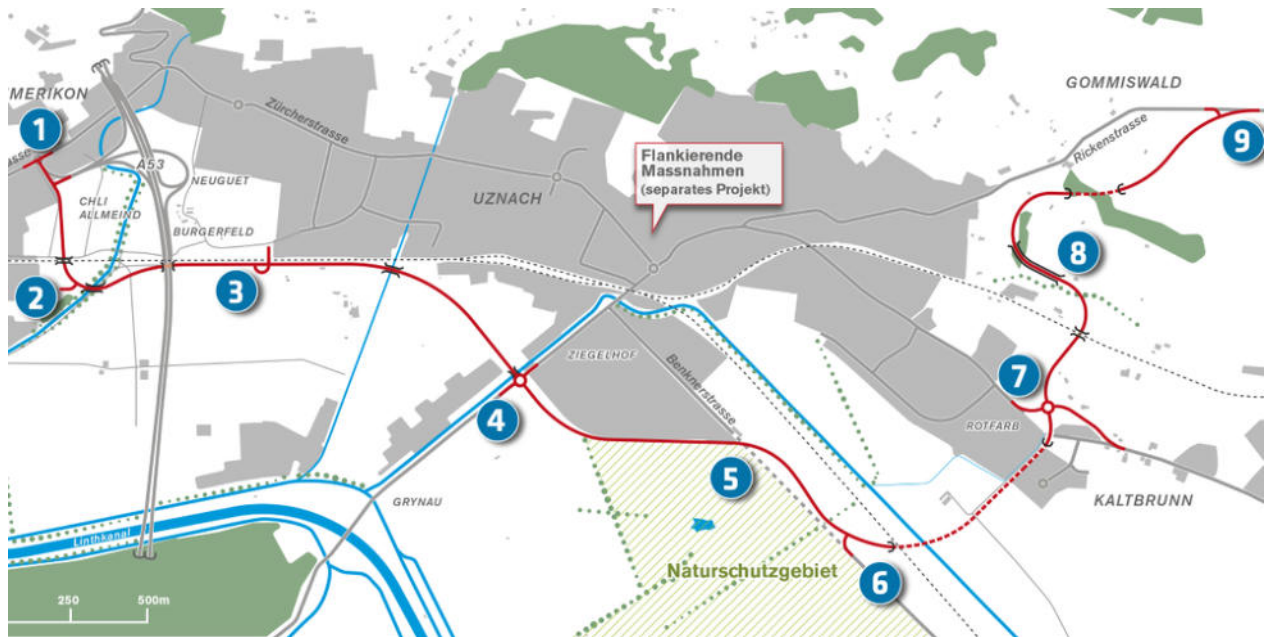 GOMMISWALD
MERIKON
1
Zürcherstrasse
Rickenstrasse
9
A53
Flankierende
Massnahmen
(separates Projekt)
NEUGUET
CHLI
ALLMEIND
UZNACH
BURGERFELD
8
2
3
ZIEGELHOF
Benknerstrasse
7
4
ROTFARB
5
KALTBRUNN
GRYNAU
Linthkanal
Naturschutzgebiet
6
250
500m